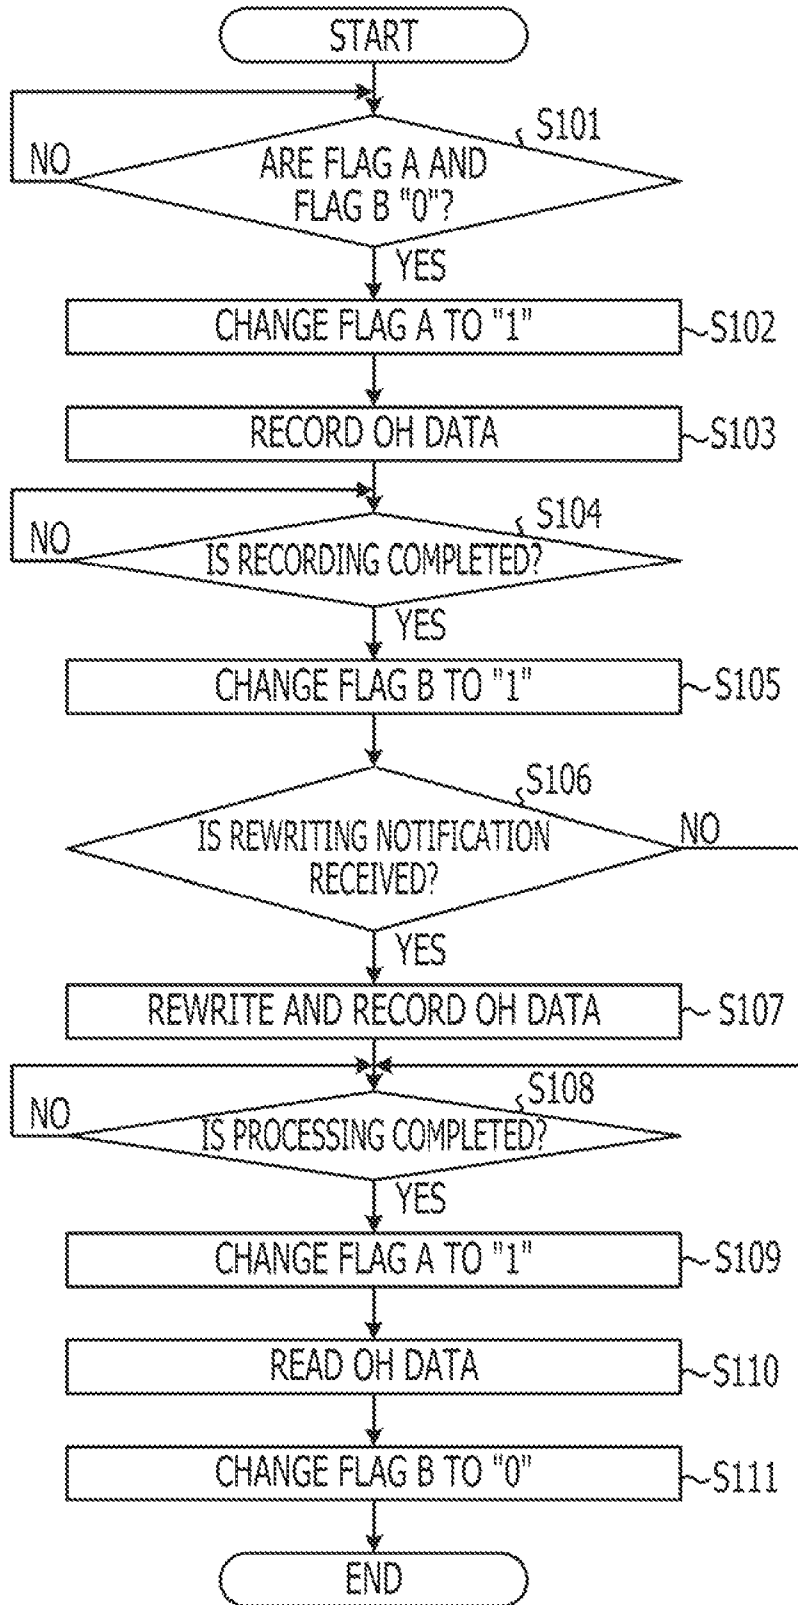 START
S101
NO
ARE FLAG A AND
FLAG B "0"?
YES
CHANGE FLAG A TO "1"
S102
RECORD OH DATA
S103
S104
NO
IS RECORDING COMPLETED?
YES
CHANGE FLAG B TO "1"
S105
S106
IS REWRITING NOTIFICATION
RECEIVED?
NO
YES
REWRITE AND RECORD OH DATA
S107
S108
NO
IS PROCESSING COMPLETED?
YES
CHANGE FLAG A TO "1"
S109
READ OH DATA
S110
CHANGE FLAG B TO "0"
S111
END